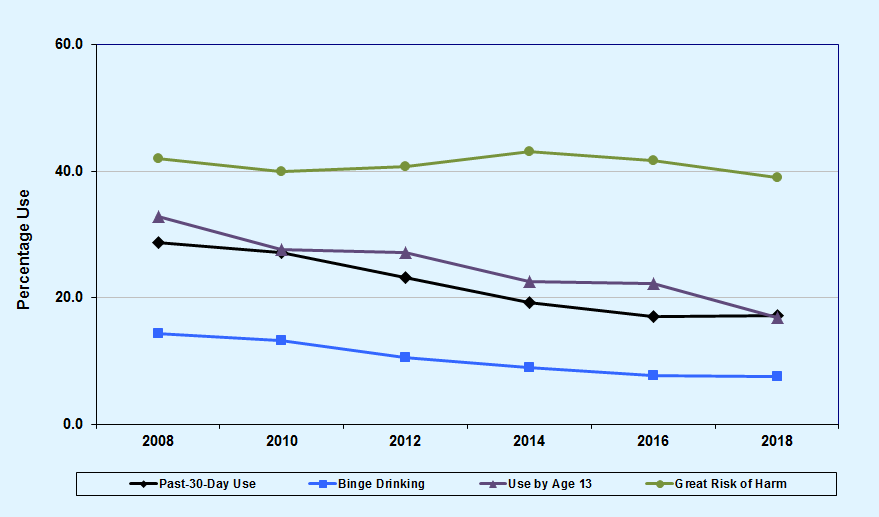 60.0
40.0
20.0
0.0
Percentage Use
2008 2010 2012 2014 2016 2018
Past-30-Day Use Binge Drinking Use by Age 13 Great Risk of Harm